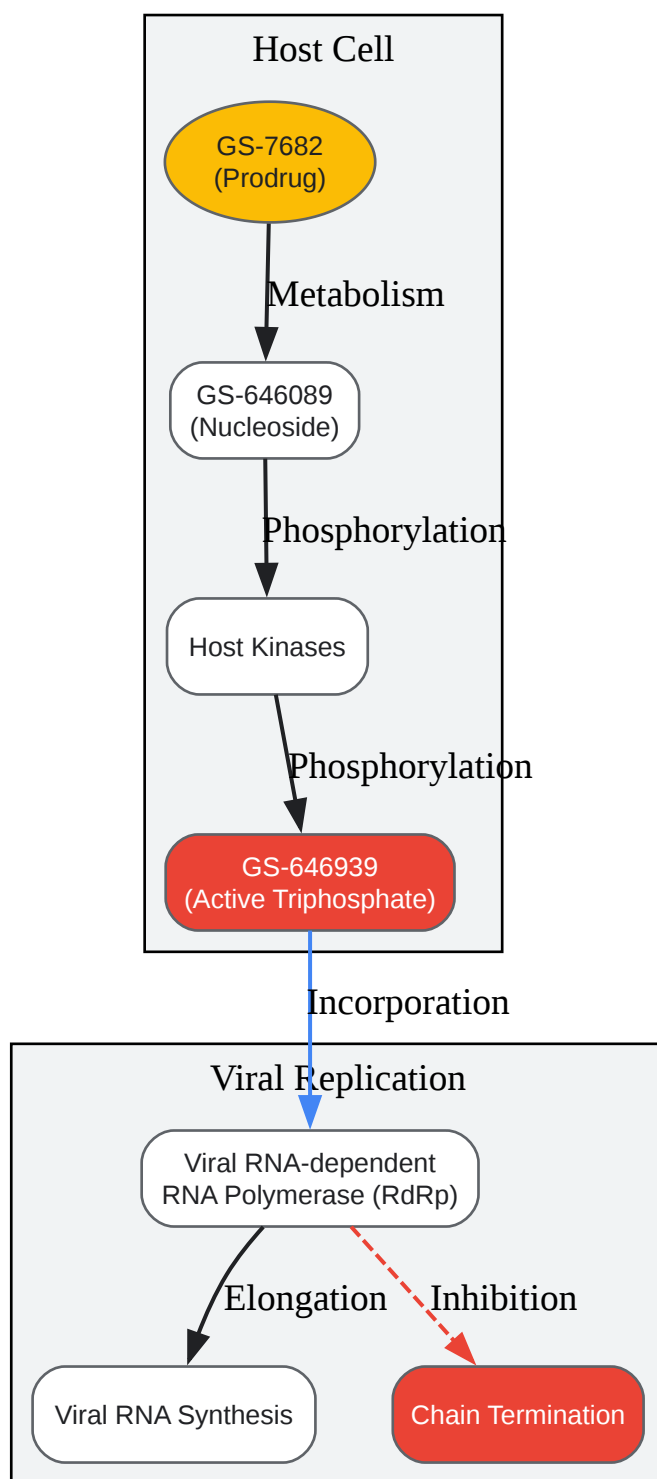 Host Cell
GS-7682
(Prodrug)
Metabolism
GS-646089
(Nucleoside)
Phosphorylation
Host Kinases
Phosphorylation
GS-646939
(Active Triphosphate)
Incorporation
Viral Replication
Viral RNA-dependent
RNA Polymerase (RdRp)
Elongation
Inhibition
Viral RNA Synthesis
Chain Termination